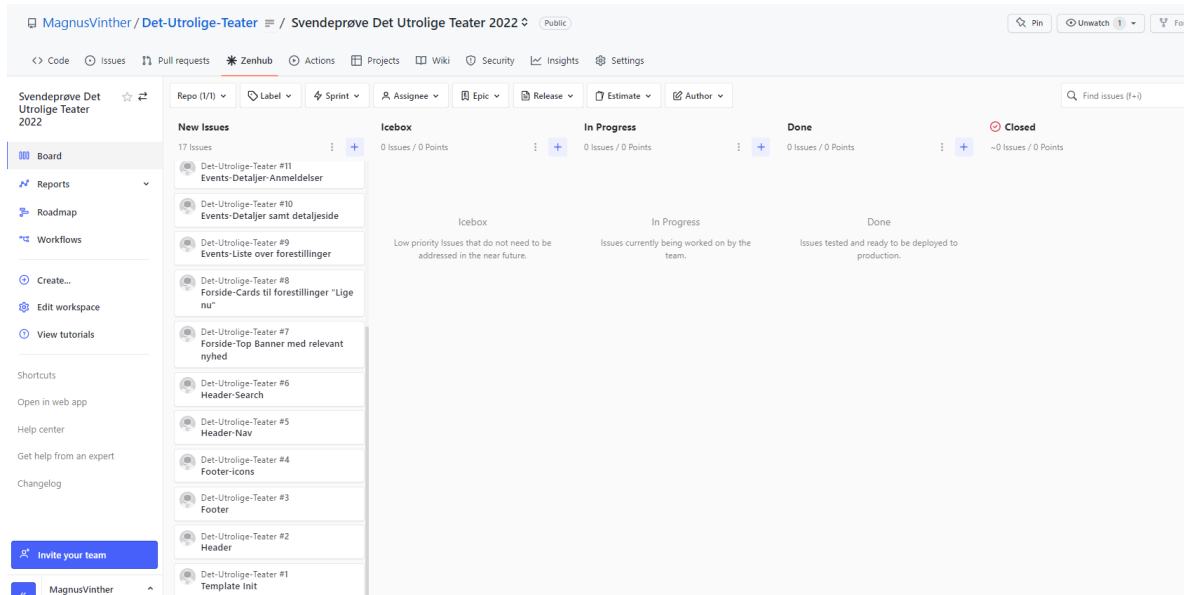 MagnusVinther / Det-Utrolige-Teater / Svendeprøve Det Utrolige Teater 2022 Public
Pin
Unwatch 1
Code
Issues
Pull requests
Zenhub
Actions
Projects
Wiki
Security
Insights
Settings
Svendeprøve Det
Utrolige Teater
2022
Board
Reports
Roadmap
Workflows
Create...
Edit workspace
View tutorials
Shortcuts
Open in web app
Help center
Get help from an expert
Changelog
Invite your team
MagnusVinther
Repo (1/1)
Label
Sprint
Assignee
Epic
Release
Estimate
Author
Find issues (f+i)
New Issues
17 Issues
Det-Utrolige-Teater #11
Events-Detaljer-Anmeldelser
Det-Utrolige-Teater #10
Events-Detaljer samt detaljeside
Det-Utrolige-Teater #9
Events-Liste over forestillinger
Det-Utrolige-Teater #8
Forside-Cards til forestillinger "Lige
nu"
Det-Utrolige-Teater #7
Forside-Top Banner med relevant
nyhed
Det-Utrolige-Teater #6
Header-Search
Det-Utrolige-Teater #5
Header-Nav
Det-Utrolige-Teater #4
Footer-icons
Det-Utrolige-Teater #3
Footer
Det-Utrolige-Teater #2
Header
Det-Utrolige-Teater #1
Template Init
Icebox
0 Issues / 0 Points
Icebox
Low priority Issues that do not need to be
addressed in the near future.
In Progress
0 Issues / 0 Points
In Progress
Issues currently being worked on by the
team.
Done
0 Issues / 0 Points
Done
Issues tested and ready to be deployed to
production.
Closed
~0 Issues / 0 Points